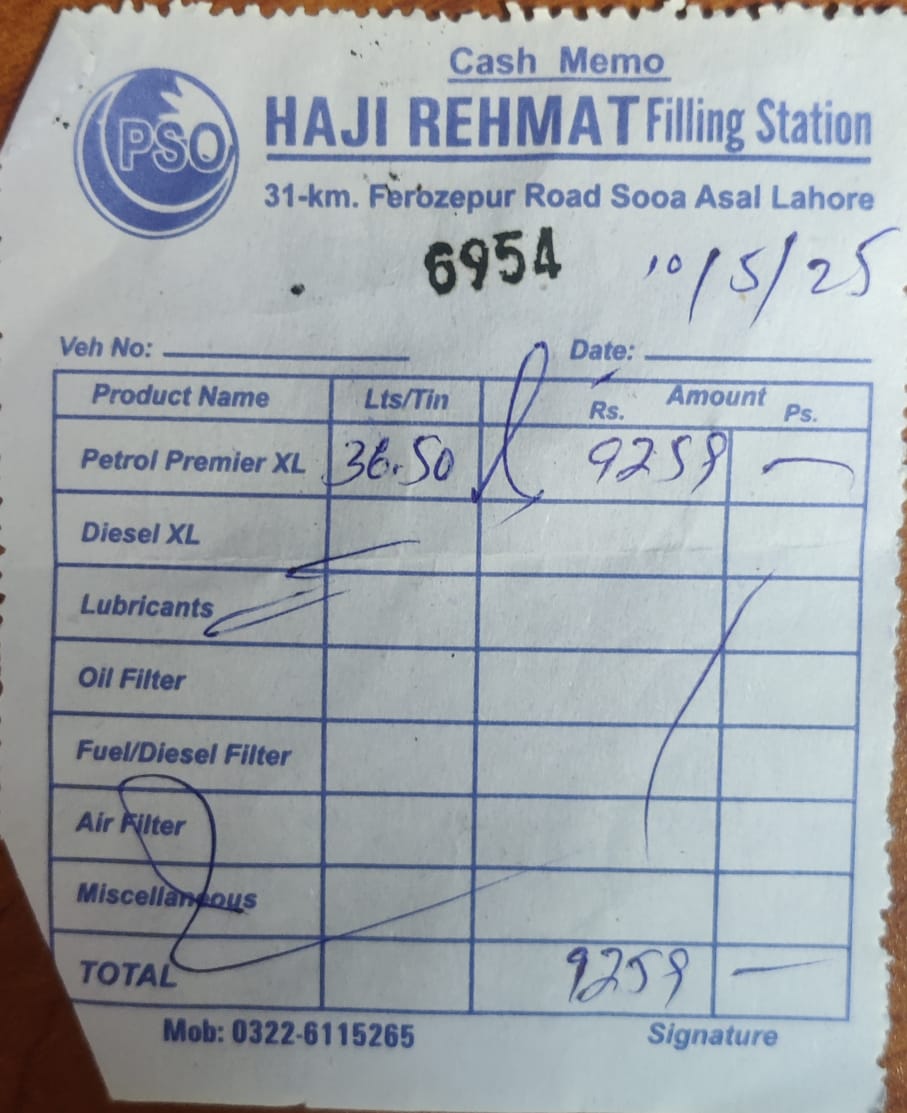 Cash Memo
PSO
HAJI REHMAT Filling Station
31-km. Ferozepur Road Sooa Asal Lahore
6954 10/5/25
Veh No: Date:
Product Name Lts/Tin Rs. Amount Ps.
Petrol Premier XL 36.50 9259 —
Diesel XL
Lubricants
Oil Filter
Fuel/Diesel Filter
Air Filter
Miscellaneous
TOTAL 9259 —
Mob: 0322-6115265 Signature